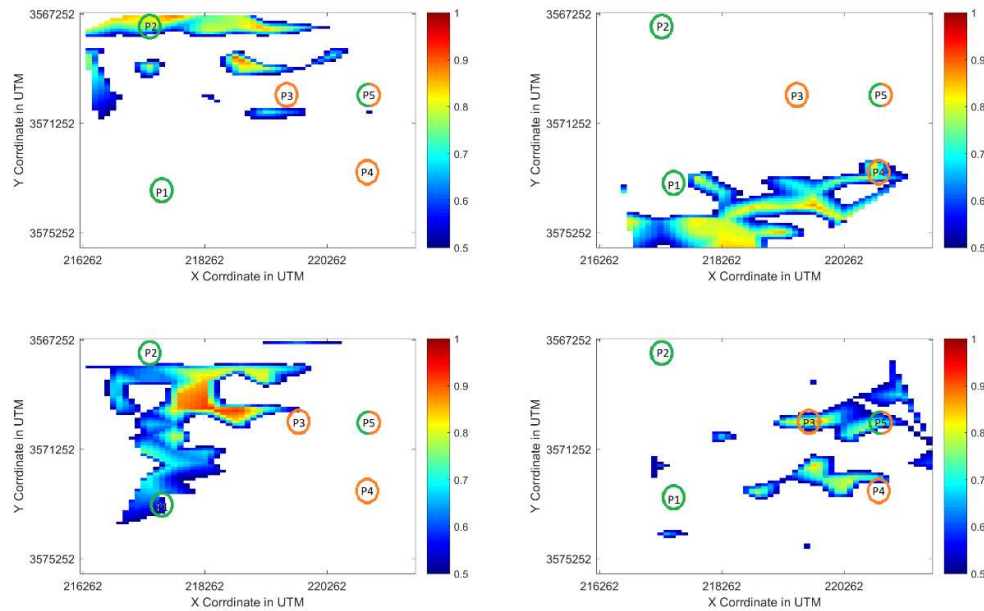 3567252
3571252
3575252
Y Corrdinate in UTM
216262
218262
220262
X Corrdinate in UTM
P2
P3
P5
P1
P4
1
0.9
0.8
0.7
0.6
0.5
3567252
3571252
3575252
Y Corrdinate in UTM
216262
218262
220262
X Corrdinate in UTM
P2
P3
P5
P1
P4
1
0.9
0.8
0.7
0.6
0.5
3567252
3571252
3575252
Y Corrdinate in UTM
216262
218262
220262
X Corrdinate in UTM
P2
P3
P5
P4
P1
1
0.9
0.8
0.7
0.6
0.5
3567252
3571252
3575252
Y Corrdinate in UTM
216262
218262
220262
X Corrdinate in UTM
P2
P3
P5
P1
P4
1
0.9
0.8
0.7
0.6
0.5